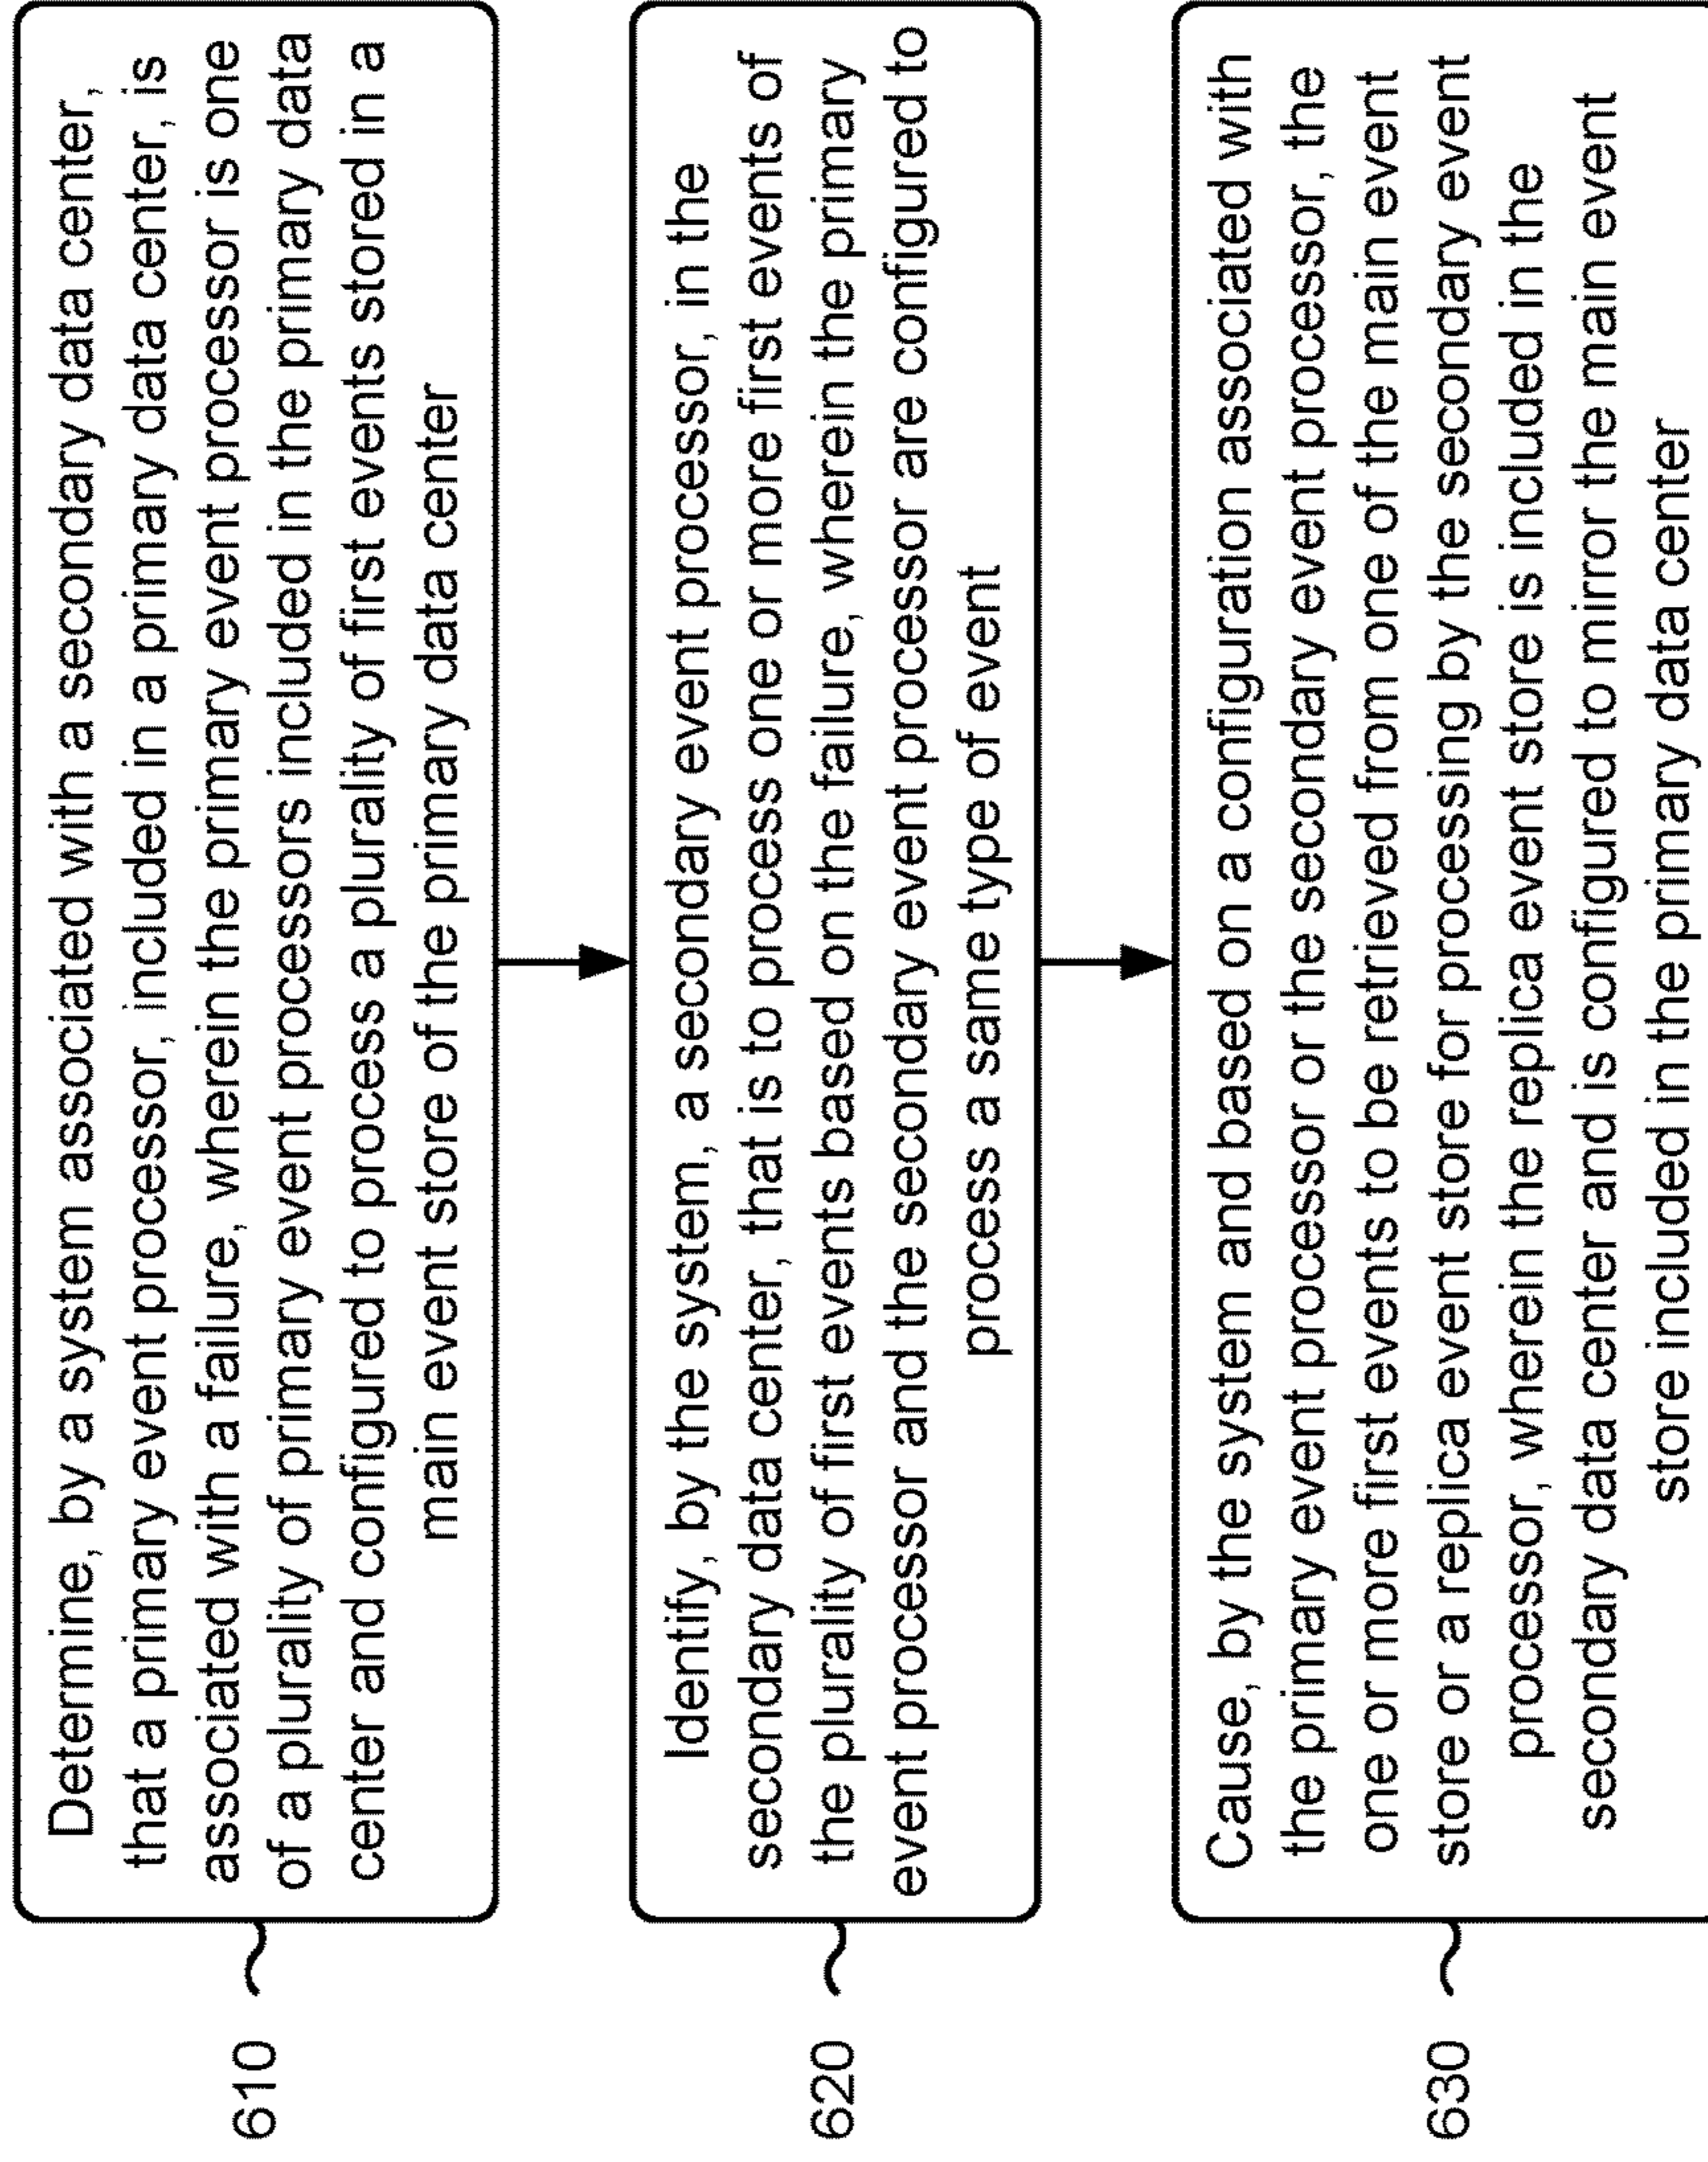 610
Determine, by a system associated with a secondary data center,
that a primary event processor, included in a primary data center, is
associated with a failure, wherein the primary event processor is one
of a plurality of primary event processors included in the primary data
center and configured to process a plurality of first events stored in a
main event store of the primary data center
620
Identify, by the system, a secondary event processor, in the
secondary data center, that is to process one or more first events of
the plurality of first events based on the failure, wherein the primary
event processor and the secondary event processor are configured to
process a same type of event
630
Cause, by the system and based on a configuration associated with
the primary event processor or the secondary event processor, the
one or more first events to be retrieved from one of the main event
store or a replica event store for processing by the secondary event
processor, wherein the replica event store is included in the
secondary data center and is configured to mirror the main event
store included in the primary data center